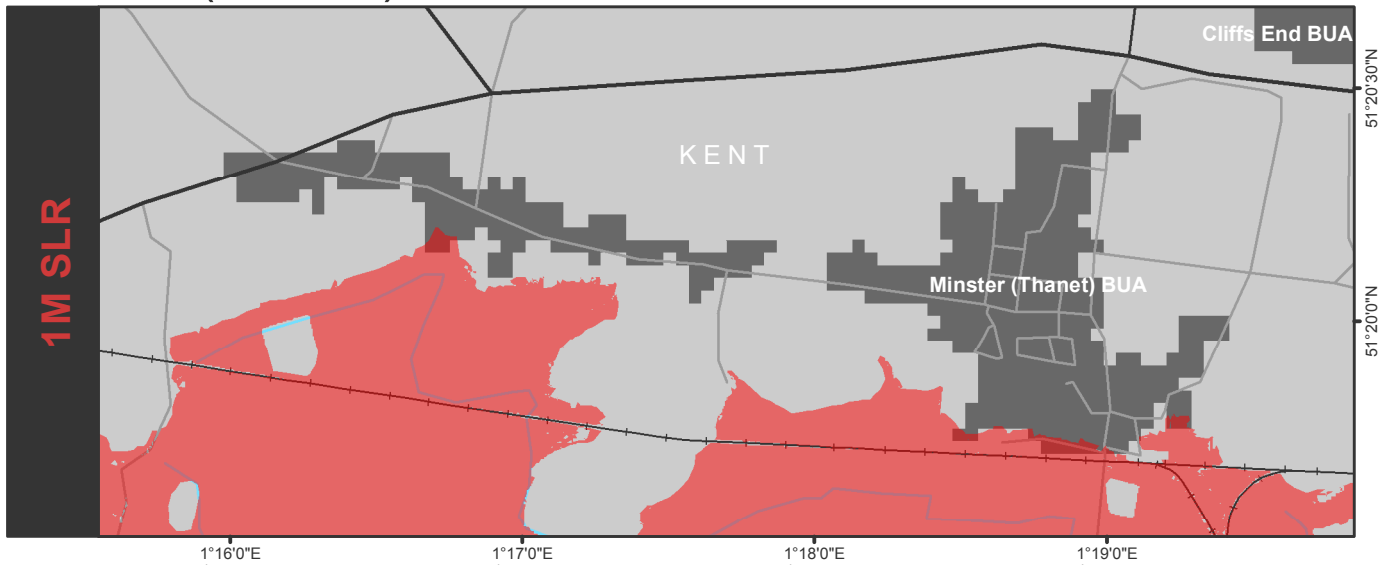 Cliffs End BUA
51°20'30"N
KENT
1M SLR
Minster (Thanet) BUA
51°20'0"N
1°16'0"E
1°17'0"E
1°18'0"E
1°19'0"E